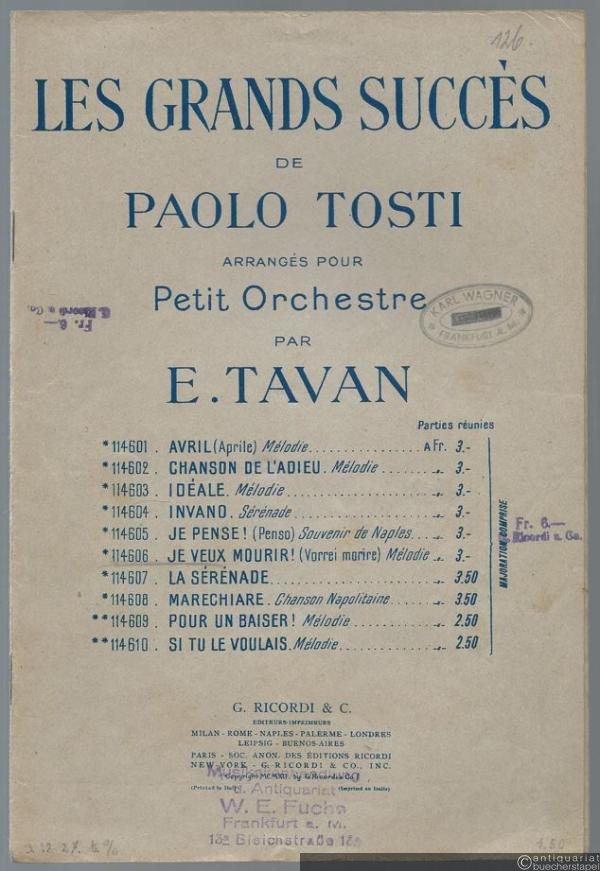 126.
LES GRANDS SUCCÈS
DE
PAOLO TOSTI
ARRANGÉS POUR
Petit Orchestre
PAR
E. TAVAN
G. Ricordi & Co.
Fr. 6.—
KARL WAGNER
FRANKFURT A. M.
Parties réunies
*114601. AVRIL (Aprile) Mélodie A Fr. 3.-
*114602. CHANSON DE L'ADIEU. Mélodie „ 3.-
*114603. IDÉALE. Mélodie „ 3.-
*114604. INVANO. Sérénade „ 3.-
*114605. JE PENSE! (Penso) Souvenir de Naples „ 3.-
*114606. JE VEUX MOURIR! (Vorrei morire) Mélodie „ 3.-
*114607. LA SÉRÉNADE „ 3.50
*114608. MARECHIARE. Chanson Napolitaine „ 3.50
**114609. POUR UN BAISER! Mélodie „ 2.50
**114610. SI TU LE VOULAIS. Mélodie „ 2.50
MAJORATION COMPRISE
Fr. 6.—
Ricordi & Co.
G. RICORDI & C.
EDITEURS-IMPRIMEURS
MILAN - ROME - NAPLES - PALERME - LONDRES
LEIPSIG - BUENOS-AIRES
PARIS - SOC. ANON. DES ÉDITIONS RICORDI
NEW-YORK - G. RICORDI & CO., INC.
(Printed in Italy) (Imprimé en Italie)
u. Antiquariat
W. E. Fuchs
Frankfurt a. M.
13a Bleichstraße 13a
1.50
antiquariat
buecherstapel